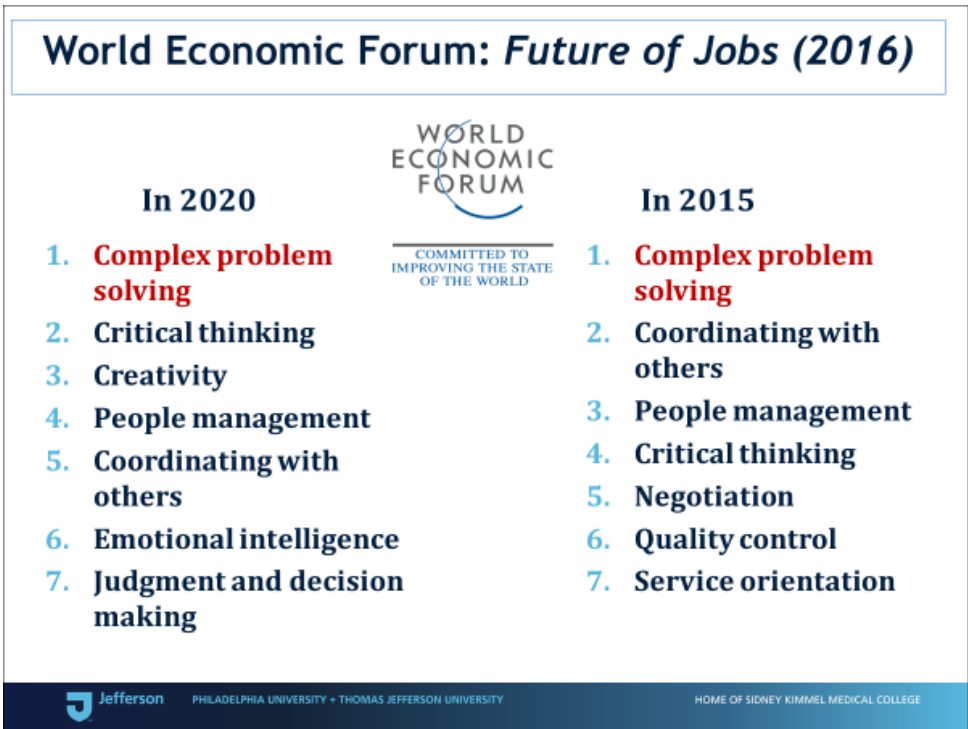 World Economic Forum: Future of Jobs (2016)
WORLD
ECONOMIC
FORUM
COMMITTED TO
IMPROVING THE STATE
OF THE WORLD
In 2020
1. Complex problem
solving
2. Critical thinking
3. Creativity
4. People management
5. Coordinating with
others
6. Emotional intelligence
7. Judgment and decision
making
In 2015
1. Complex problem
solving
2. Coordinating with
others
3. People management
4. Critical thinking
5. Negotiation
6. Quality control
7. Service orientation
Jefferson
PHILADELPHIA UNIVERSITY + THOMAS JEFFERSON UNIVERSITY
HOME OF SIDNEY KIMMEL MEDICAL COLLEGE